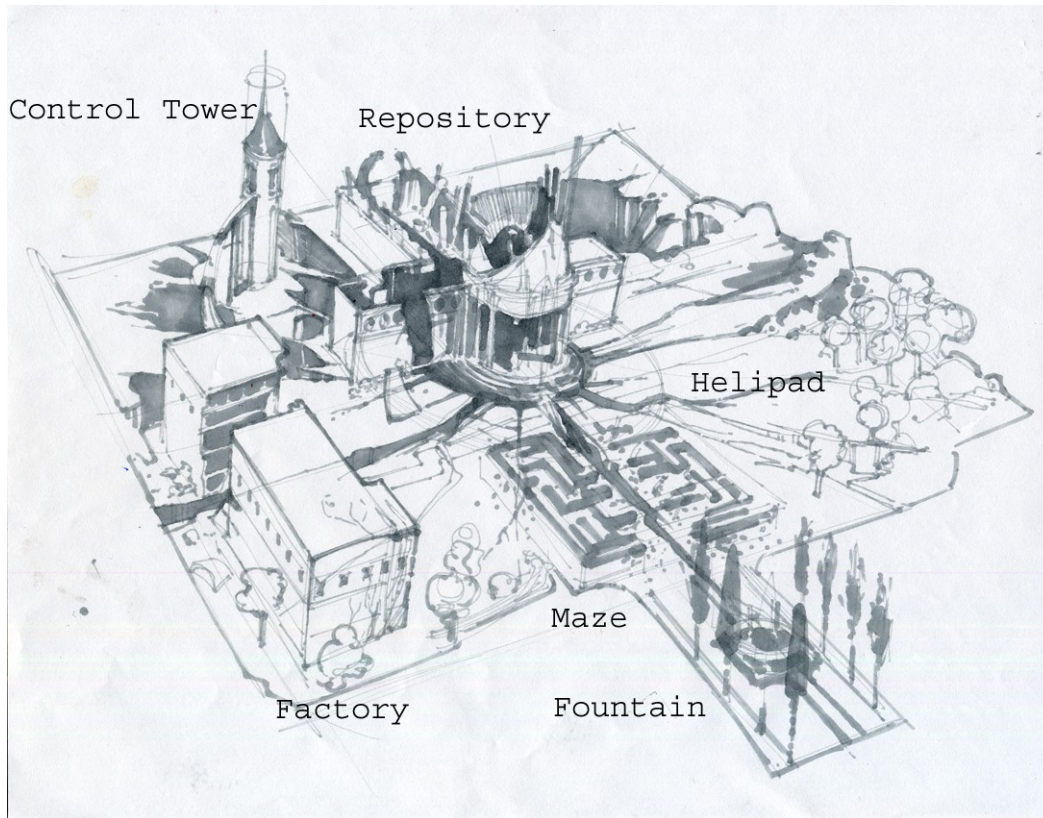 Control Tower
Repository
Helipad
Maze
Fountain
Factory